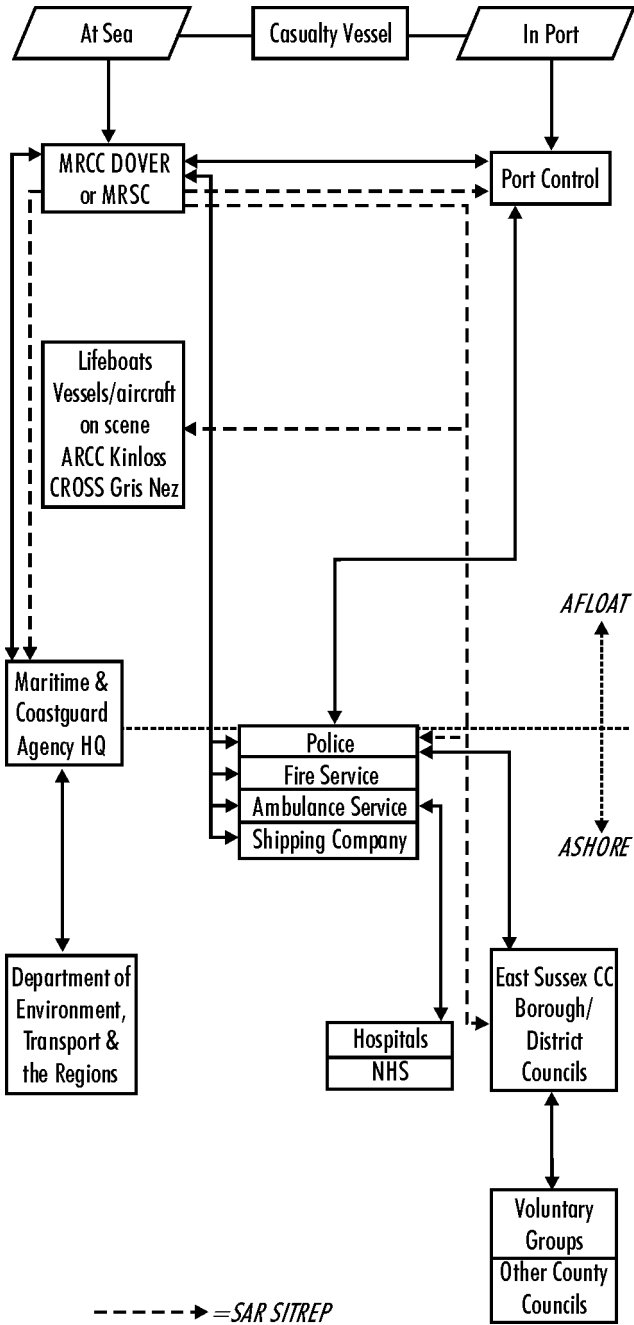 At Sea
Casualty Vessel
In Port
MRCC DOVER
or MRSC
Port Control
Lifeboats
Vessels/aircraft
on scene
ARCC Kinloss
CROSS Gris Nez
AFLOAT
Maritime &
Coastguard
Agency HQ
Police
Fire Service
Ambulance Service
Shipping Company
ASHORE
Department of
Environment,
Transport &
the Regions
East Sussex CC
Borough/
District
Councils
Hospitals
NHS
Voluntary
Groups
Other County
Councils
=SAR SITREP